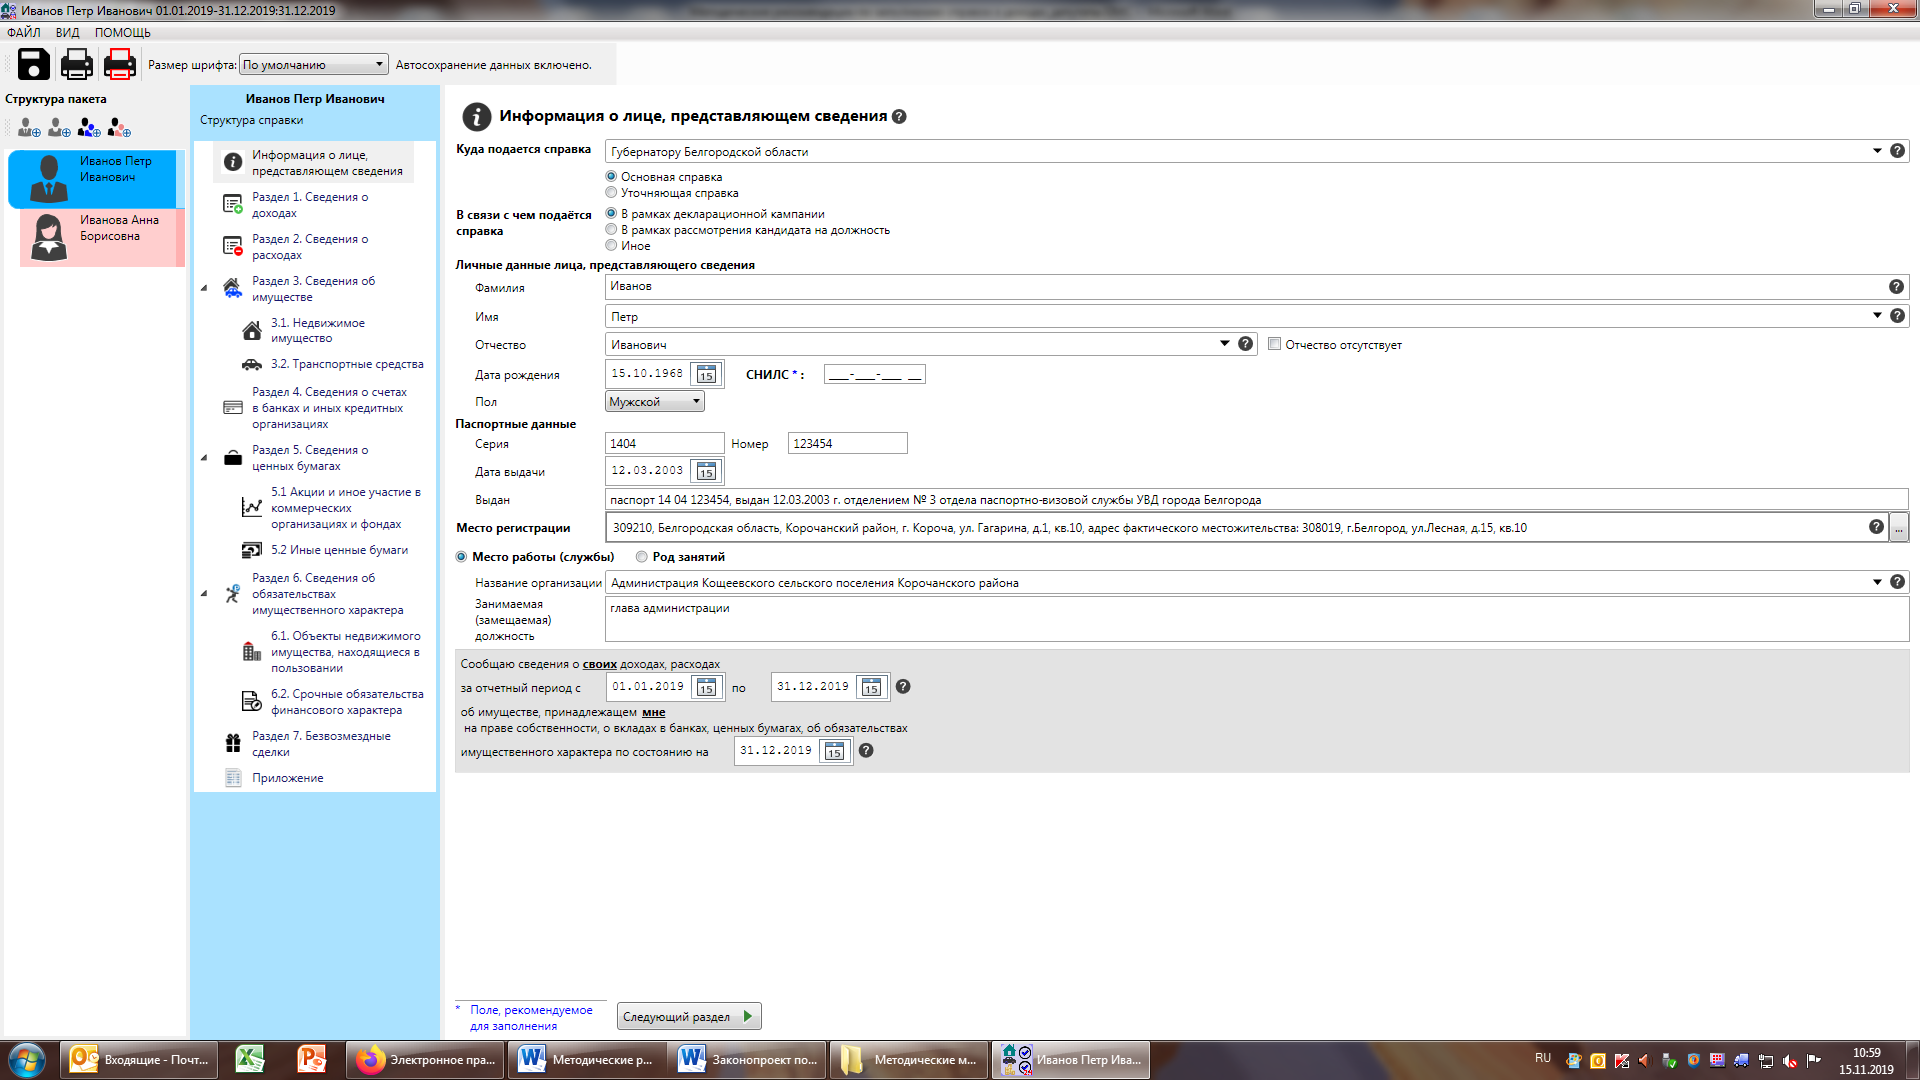 Иванов Петр Иванович 01.01.2019-31.12.2019:31.12.2019
ФАЙЛ ВИД ПОМОЩЬ
Размер шрифта: По умолчанию Автосохранение данных включено.
Структура пакета
Иванов Петр
Иванович
Иванова Анна
Борисовна
Иванов Петр Иванович
Структура справки
Информация о лице,
представляющем сведения
Раздел 1. Сведения о
доходах
Раздел 2. Сведения о
расходах
Раздел 3. Сведения об
имуществе
3.1. Недвижимое
имущество
3.2. Транспортные средства
Раздел 4. Сведения о счетах
в банках и иных кредитных
организациях
Раздел 5. Сведения о
ценных бумагах
5.1 Акции и иное участие в
коммерческих
организациях и фондах
5.2 Иные ценные бумаги
Раздел 6. Сведения об
обязательствах
имущественного характера
6.1. Объекты недвижимого
имущества, находящиеся в
пользовании
6.2. Срочные обязательства
финансового характера
Раздел 7. Безвозмездные
сделки
Приложение
Информация о лице, представляющем сведения ?
Куда подается справка Губернатору Белгородской области ?
Основная справка
Уточняющая справка
В связи с чем подаётся
справка
В рамках декларационной кампании
В рамках рассмотрения кандидата на должность
Иное
Личные данные лица, представляющего сведения
Фамилия Иванов ?
Имя Петр ?
Отчество Иванович ? Отчество отсутствует
Дата рождения 15.10.1968 15 СНИЛС * : ___-___-___ __
Пол Мужской
Паспортные данные
Серия 1404 Номер 123454
Дата выдачи 12.03.2003 15
Выдан паспорт 14 04 123454, выдан 12.03.2003 г. отделением № 3 отдела паспортно-визовой службы УВД города Белгорода
Место регистрации 309210, Белгородская область, Корочанский район, г. Короча, ул. Гагарина, д.1, кв.10, адрес фактического местожительства: 308019, г.Белгород, ул.Лесная, д.15, кв.10 ? ...
Место работы (службы) Род занятий
Название организации Администрация Кощеевского сельского поселения Корочанского района ?
Занимаемая
(замещаемая)
должность
глава администрации
Сообщаю сведения о своих доходах, расходах
за отчетный период с 01.01.2019 15 по 31.12.2019 15 ?
об имуществе, принадлежащем мне
на праве собственности, о вкладах в банках, ценных бумагах, об обязательствах
имущественного характера по состоянию на 31.12.2019 15 ?
* Поле, рекомендуемое
для заполнения
Следующий раздел
Входящие - Почт... Электронное пра... Методические р... Законопроект по... Методические м... Иванов Петр Ива... RU
10:59
15.11.2019